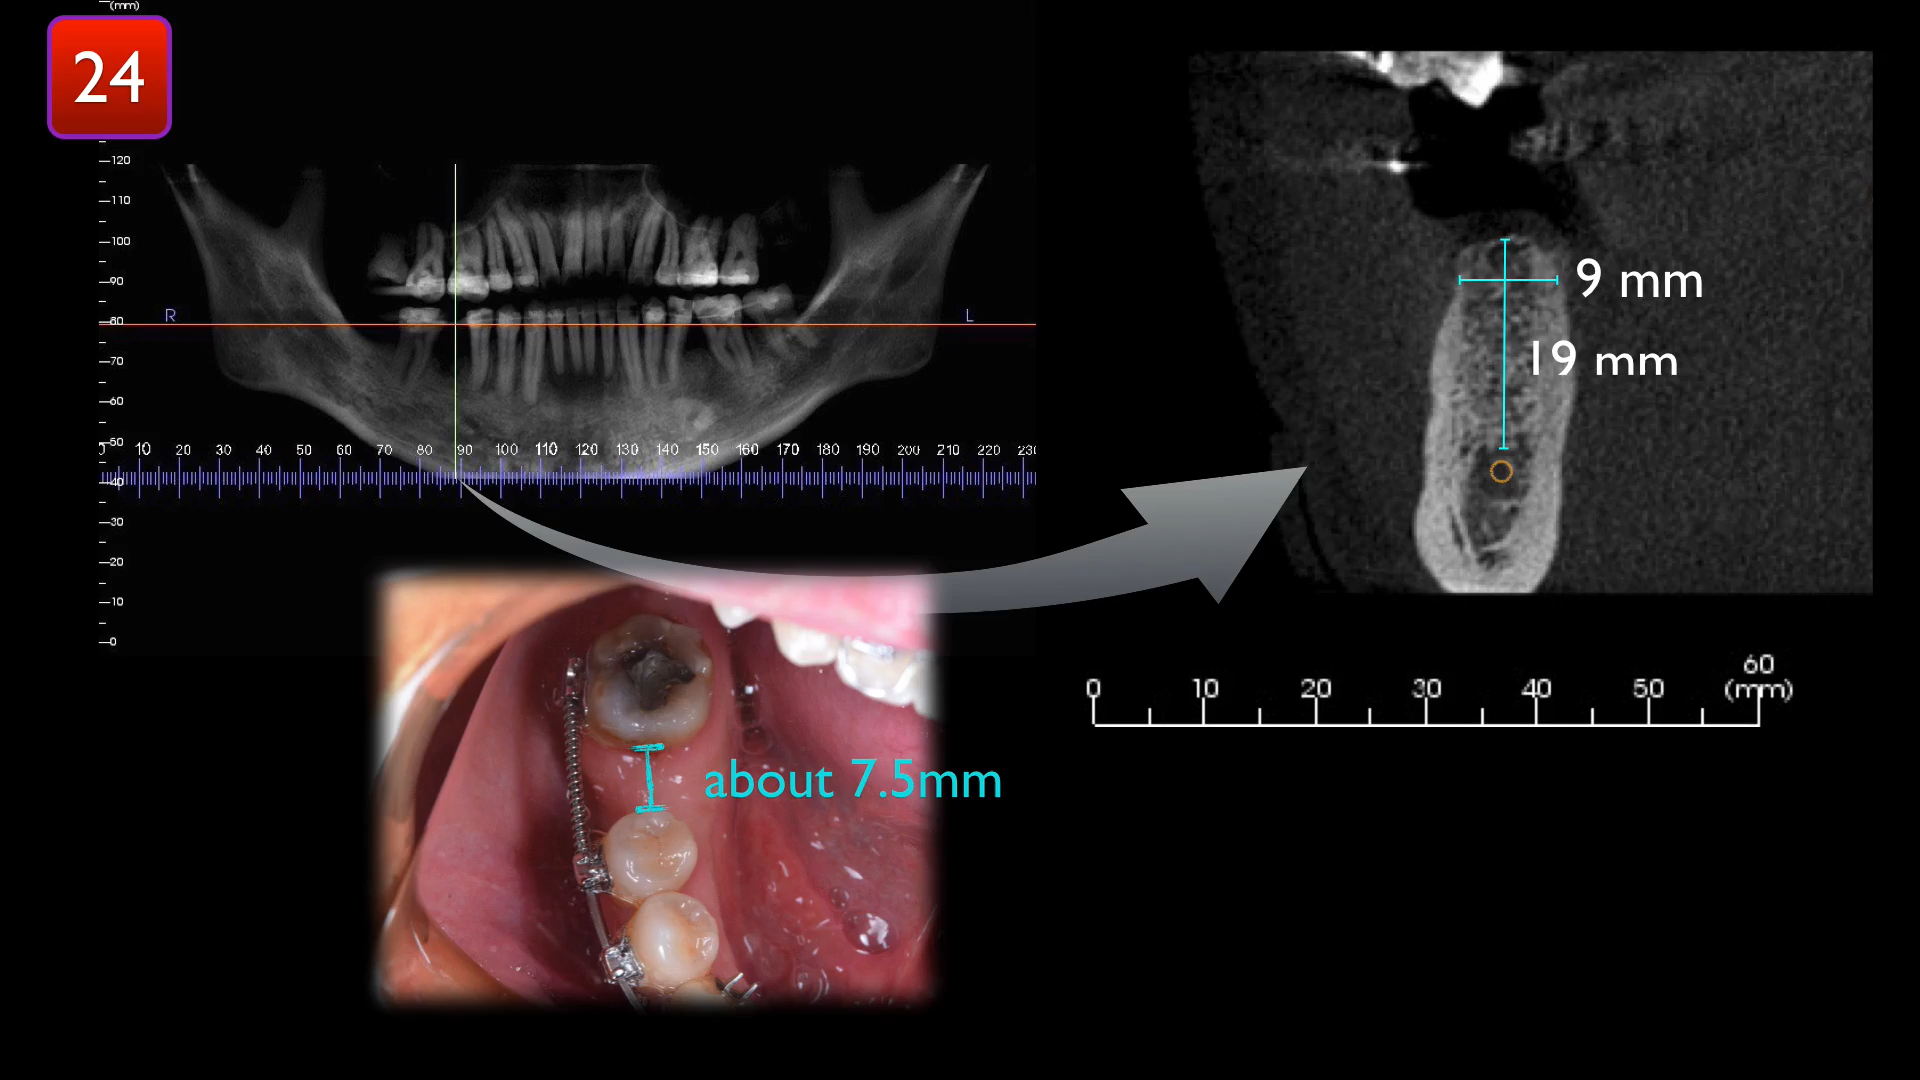 (mm)
24
120
110
100
90
80
R
L
70
60
50
0 10 20 30 40 50 60 70 80 90 100 110 120 130 140 150 160 170 180 190 200 210 220
40
30
20
10
0
9 mm
19 mm
60
0 10 20 30 40 50 (mm)
about 7.5mm